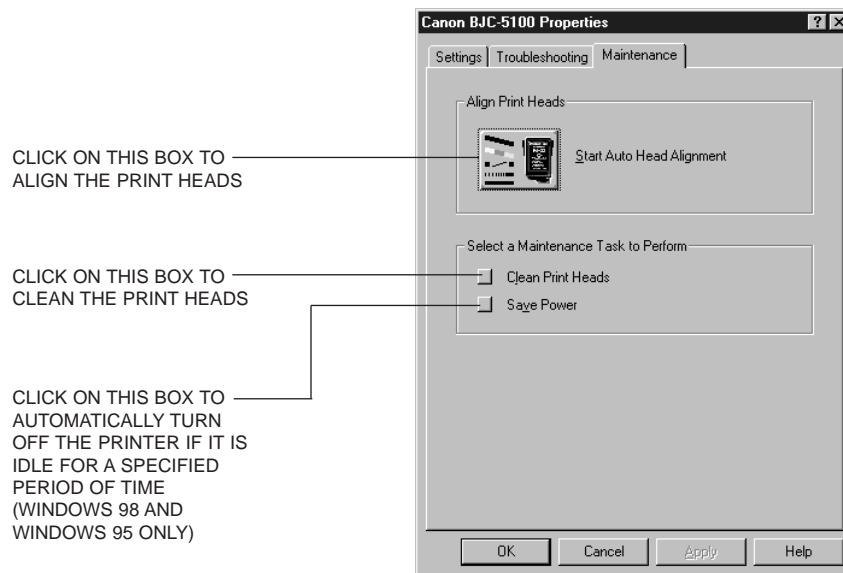 Canon BJC-5100 Properties
Settings
Troubleshooting
Maintenance
Align Print Heads
CLICK ON THIS BOX TO
ALIGN THE PRINT HEADS
Start Auto Head Alignment
Select a Maintenance Task to Perform
CLICK ON THIS BOX TO
CLEAN THE PRINT HEADS
Clean Print Heads
Save Power
CLICK ON THIS BOX TO
AUTOMATICALLY TURN
OFF THE PRINTER IF IT IS
IDLE FOR A SPECIFIED
PERIOD OF TIME
(WINDOWS 98 AND
WINDOWS 95 ONLY)
OK
Cancel
Apply
Help